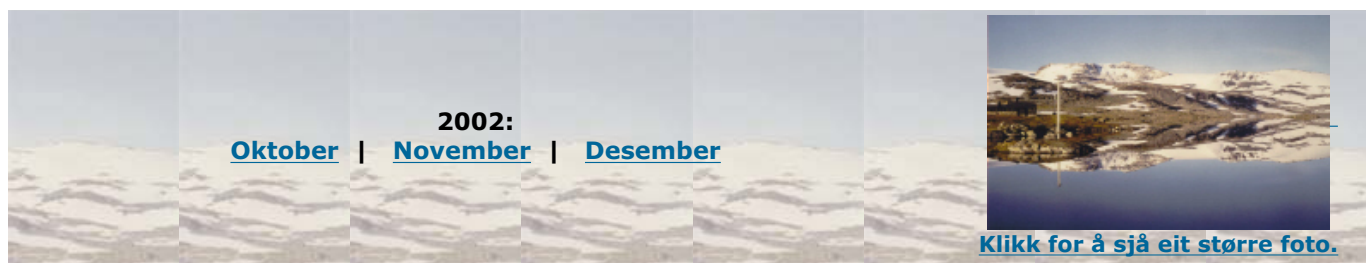 2002:
Oktober | November | Desember
Klikk for å sjå eit større foto.